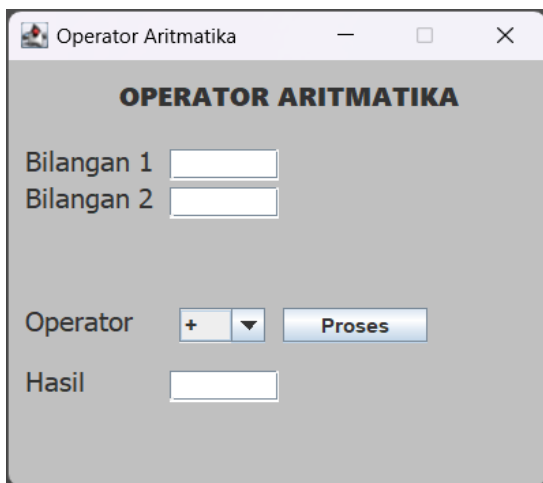 Operator Aritmatika
OPERATOR ARITMATIKA
Bilangan 1
Bilangan 2
Operator + Proses
Hasil